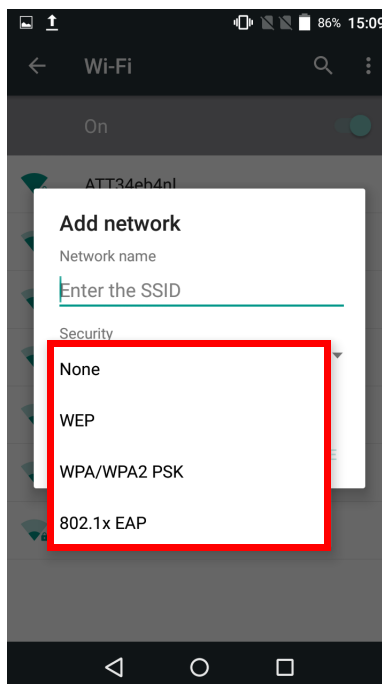 86% 15:09
Wi-Fi
On
ATT34eb4nl
Add network
Network name
Enter the SSID
Security
None
WEP
WPA/WPA2 PSK
802.1x EAP